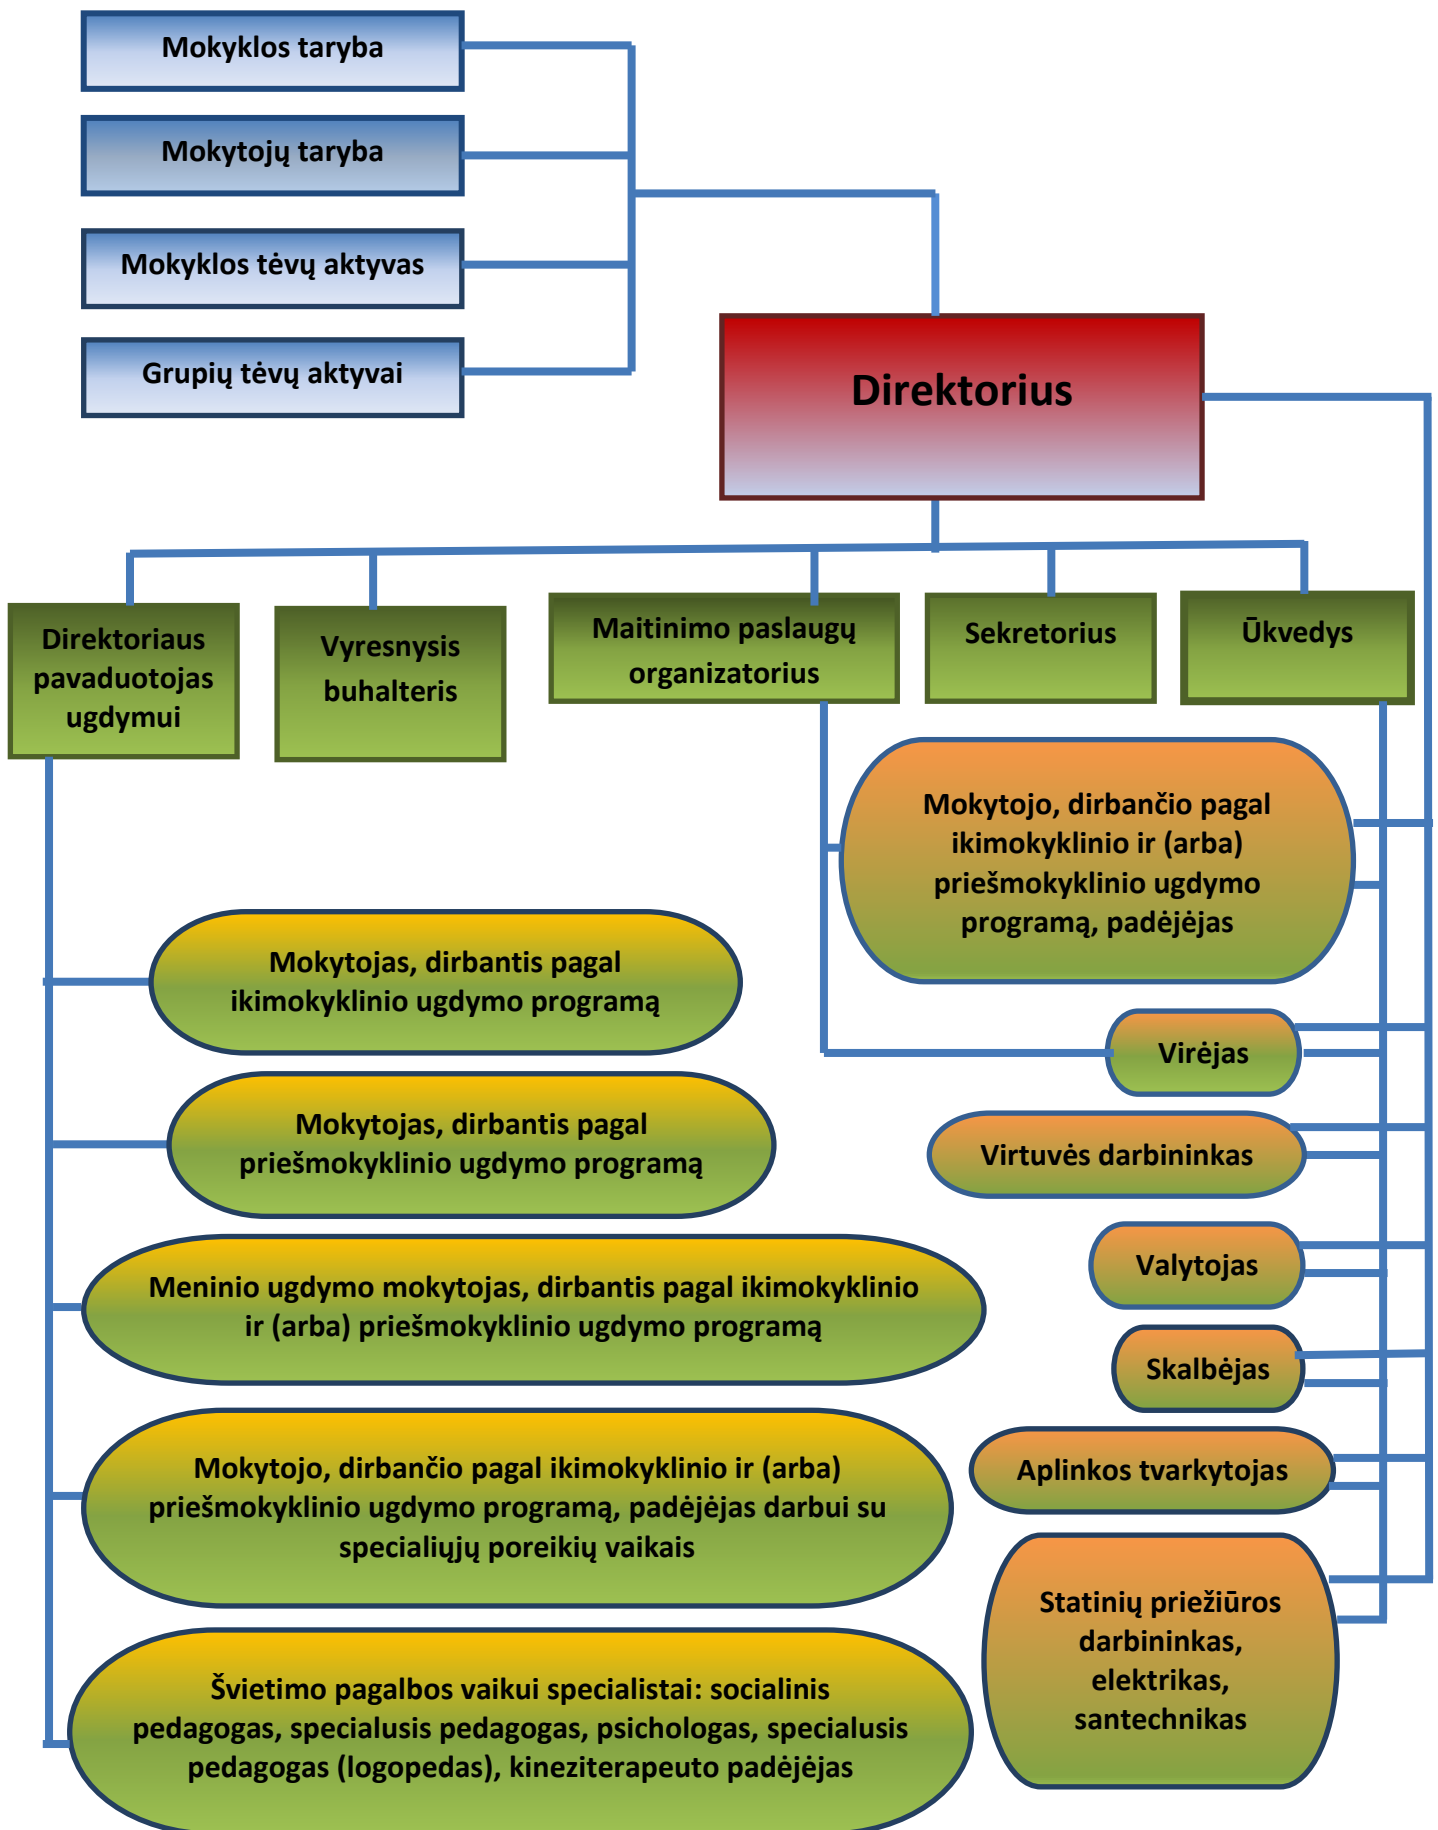 Mokyklos taryba
Mokytojų taryba
Mokyklos tėvų aktyvas
Grupių tėvų aktyvai
Direktorius
Direktoriaus
pavaduotojas
ugdymui
Vyresnysis
buhalteris
Maitinimo paslaugų
organizatorius
Sekretorius
Ūkvedys
Mokytojo, dirbančio pagal
ikimokyklinio ir (arba)
priešmokyklinio ugdymo
programą, padėjėjas
Mokytojas, dirbantis pagal
ikimokyklinio ugdymo programą
Virėjas
Mokytojas, dirbantis pagal
priešmokyklinio ugdymo programą
Virtuvės darbininkas
Valytojas
Meninio ugdymo mokytojas, dirbantis pagal ikimokyklinio
ir (arba) priešmokyklinio ugdymo programą
Skalbėjas
Mokytojo, dirbančio pagal ikimokyklinio ir (arba)
priešmokyklinio ugdymo programą, padėjėjas darbui su
specialiųjų poreikių vaikais
Aplinkos tvarkytojas
Statinių priežiūros
darbininkas,
elektrikas,
santechnikas
Švietimo pagalbos vaikui specialistai: socialinis
pedagogas, specialusis pedagogas, psichologas, specialusis
pedagogas (logopedas), kineziterapeuto padėjėjas